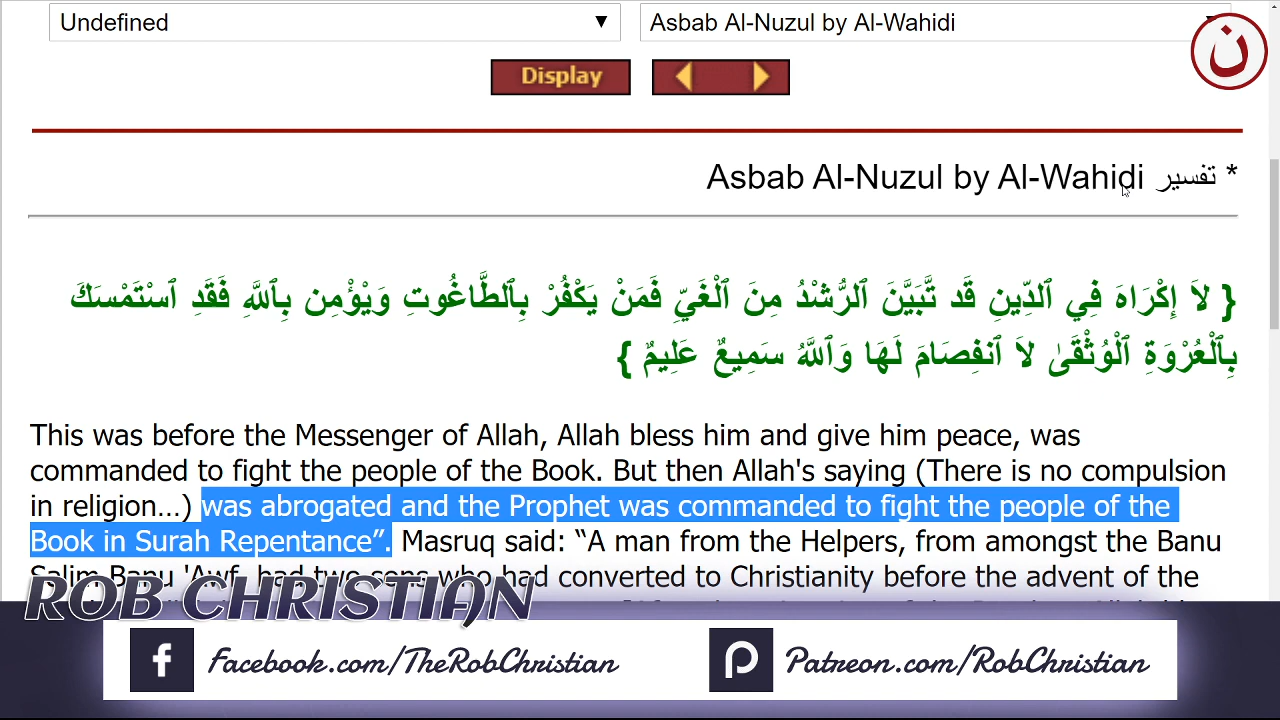 Undefined
Asbab Al-Nuzul by Al-Wahidi
ن
Display
* تفسير Asbab Al-Nuzul by Al-Wahidi
{ لاَ إِكْرَاهَ فِي ٱلدِّينِ قَد تَّبَيَّنَ ٱلرُّشْدُ مِنَ ٱلْغَيِّ فَمَنْ يَكْفُرْ بِٱلطَّاغُوتِ وَيْؤْمِن بِٱللَّهِ فَقَدِ ٱسْتَمْسَكَ
بِٱلْعُرْوَةِ ٱلْوُثْقَىٰ لاَ ٱنفِصَامَ لَهَا وَٱللَّهُ سَمِيعٌ عَلِيمٌ }
This was before the Messenger of Allah, Allah bless him and give him peace, was
commanded to fight the people of the Book. But then Allah's saying (There is no compulsion
in religion…) was abrogated and the Prophet was commanded to fight the people of the
Book in Surah Repentance”. Masruq said: “A man from the Helpers, from amongst the Banu
Salim Banu 'Awf, had two sons who had converted to Christianity before the advent of the
ROB CHRISTIAN
Facebook.com/TheRobChristian
Patreon.com/RobChristian